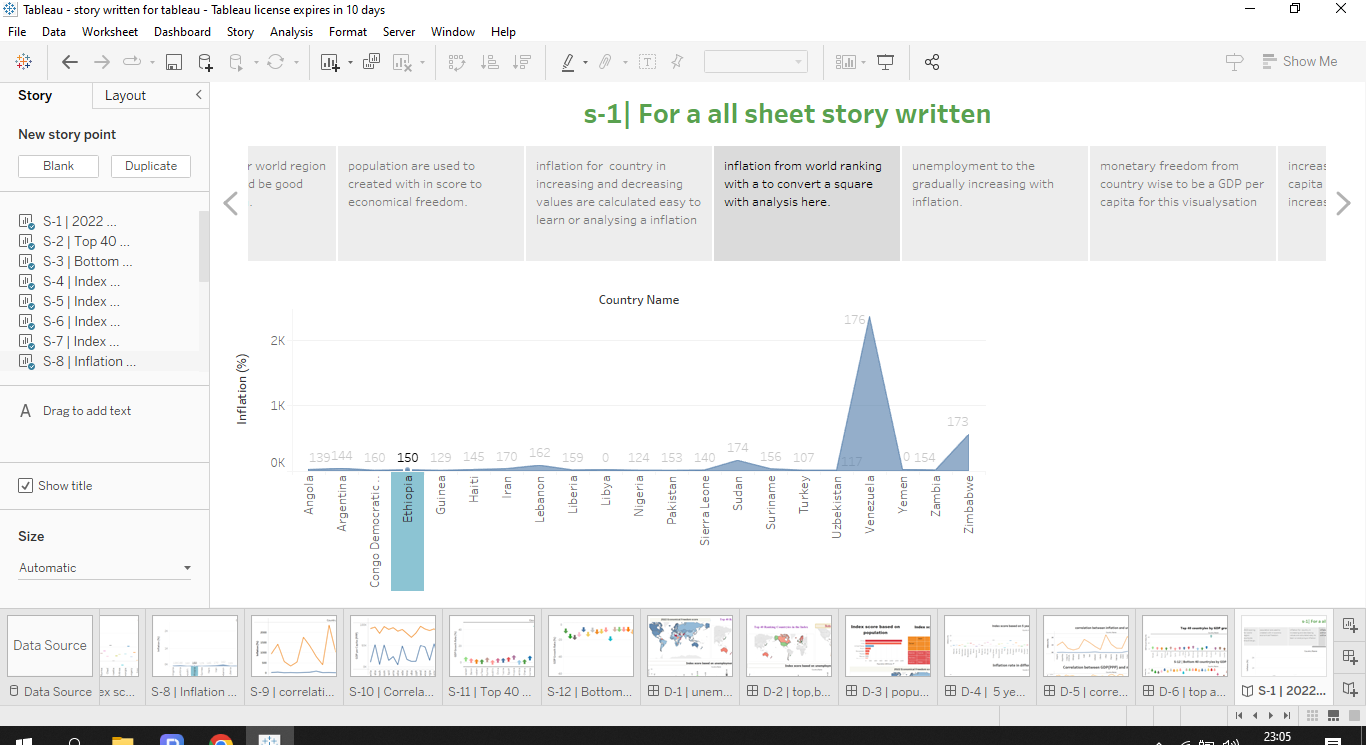 Tableau - story written for tableau - Tableau license expires in 10 days
File Data Worksheet Dashboard Story Analysis Format Server Window Help
Show Me
Story Layout
New story point
Blank Duplicate
S-1 | 2022 ...
S-2 | Top 40 ...
S-3 | Bottom ...
S-4 | Index ...
S-5 | Index ...
S-6 | Index ...
S-7 | Index ...
S-8 | Inflation ...
A Drag to add text
Show title
Size
Automatic
s-1| For a all sheet story written
r world region
d be good
.
population are used to
created with in score to
economical freedom.
inflation for country in
increasing and decreasing
values are calculated easy to
learn or analysing a inflation
inflation from world ranking
with a to convert a square
with analysis here.
unemployment to the
gradually increasing with
inflation.
monetary freedom from
country wise to be a GDP per
capita for this visualysation
increas
capita
increas
Country Name
Inflation (%)
2K
1K
0K
139 144 160 150 129 145 170 162 159 0 124 153 140 174 156 107 117 176 0 154 173
Angola
Argentina
Congo Democratic ..
Ethiopia
Guinea
Haiti
Iran
Lebanon
Liberia
Libya
Nigeria
Pakistan
Sierra Leone
Sudan
Suriname
Turkey
Uzbekistan
Venezuela
Yemen
Zambia
Zimbabwe
Data Source
Data Source ex sc... S-8 | Inflation ... S-9 | correlati... S-10 | Correla... S-11 | Top 40 ... S-12 | Bottom... D-1 | unem... D-2 | top,b... D-3 | popu... D-4 | 5 ye... D-5 | corre... D-6 | top a... S-1 | 2022...
Index score based on
population
23:05